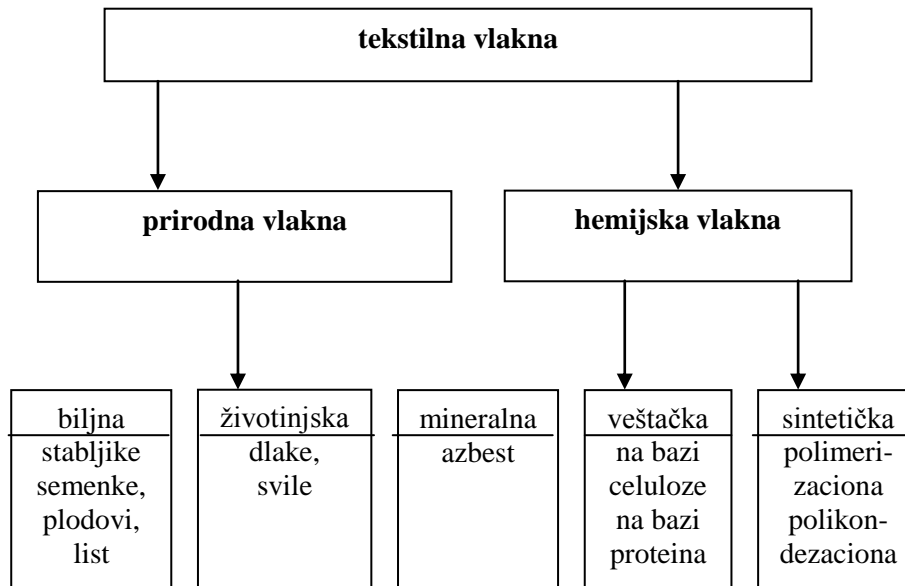 tekstilna vlakna
prirodna vlakna
hemijska vlakna
biljna
stabljike
semenke,
plodovi,
list
životinjska
dlake,
svile
mineralna
azbest
veštačka
na bazi
celuloze
na bazi
proteina
sintetička
polimeri-
zaciona
polikon-
dezaciona